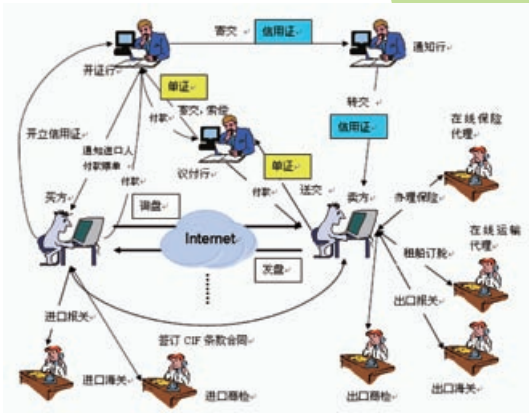 寄交
信用证
开证行
通知行
单证
转交
付款
寄交，索偿
信用证
在线保险
代理
开立信用证
通知进口人
付款赎单
议付行
单证
付款
付款
送交
买方
卖方
办理保险
询盘
在线运输
代理
Internet
租船订舱
发盘
进口报关
出口报关
签订 CIF 条款合同
进口海关
进口商检
出口商检
出口海关